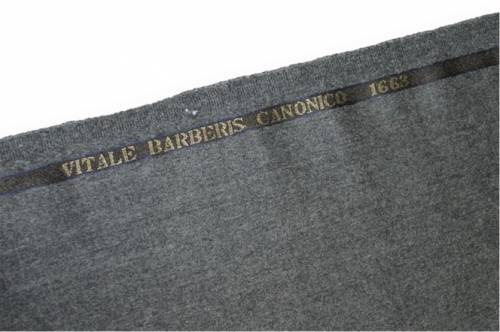 VITALE BARBERIS CANONICO 1663